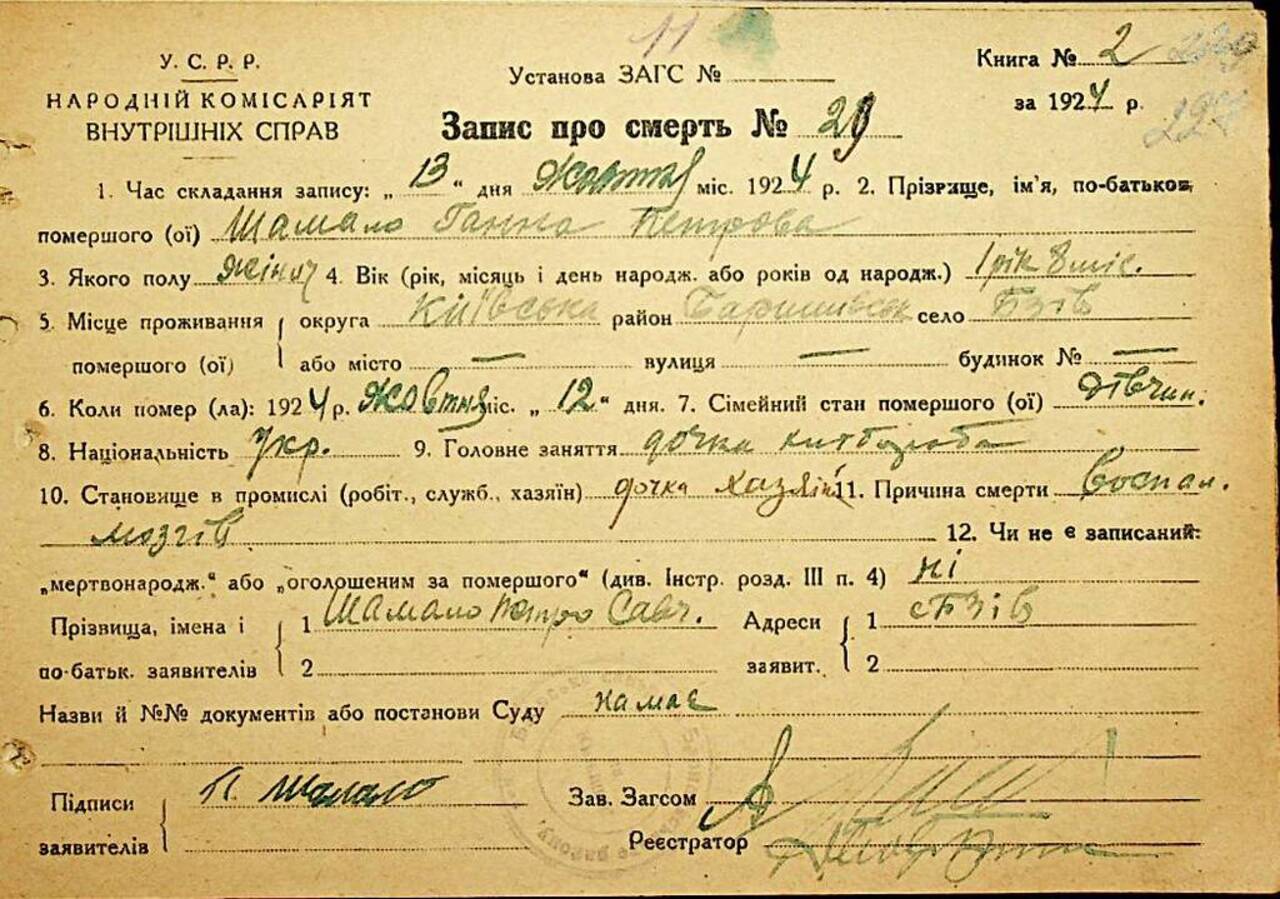 11
У. С. Р. Р.
НАРОДНІЙ КОМІСАРІЯТ
ВНУТРІШНІХ СПРАВ
Установа ЗАГС №
Книга № 2
за 1924 р.
227
Запис про смерть № 29
1. Час складання запису: „ 13 “ дня Жовтня міс. 1924 р. 2. Прізвище, ім'я, по-батькові
помершого (ої) Шамало Ганна Петрова
3. Якого полу жіноч 4. Вік (рік, місяць і день народж. або років од народж.) 1 рік 8 міс.
5. Місце проживання помершого (ої) округа Київська район Баришівськ село Бзів
або місто — вулиця — будинок № —
6. Коли помер (ла): 1924 р. Жовтня міс. „ 12 “ дня. 7. Сімейний стан помершого (ої) дівчин.
8. Національність Укр. 9. Головне заняття дочка хлібороба
10. Становище в промислі (робіт., служб., хазяїн) дочка хазяїна 11. Причина смерти воспал.
мозгів 12. Чи не є записаний:
„мертвонародж.“ або „оголошеним за помершого“ (див. Інстр. розд. III п. 4) ні
Прізвища, імена і по-батьк. заявителів 1 Шамало Петро Савч. Адреси заявит. 1 с Бзів
2 2
Назви й №№ документів або постанови Суду намає
Підписи заявителів П. Шамало Зав. Загсом
Реєстратор